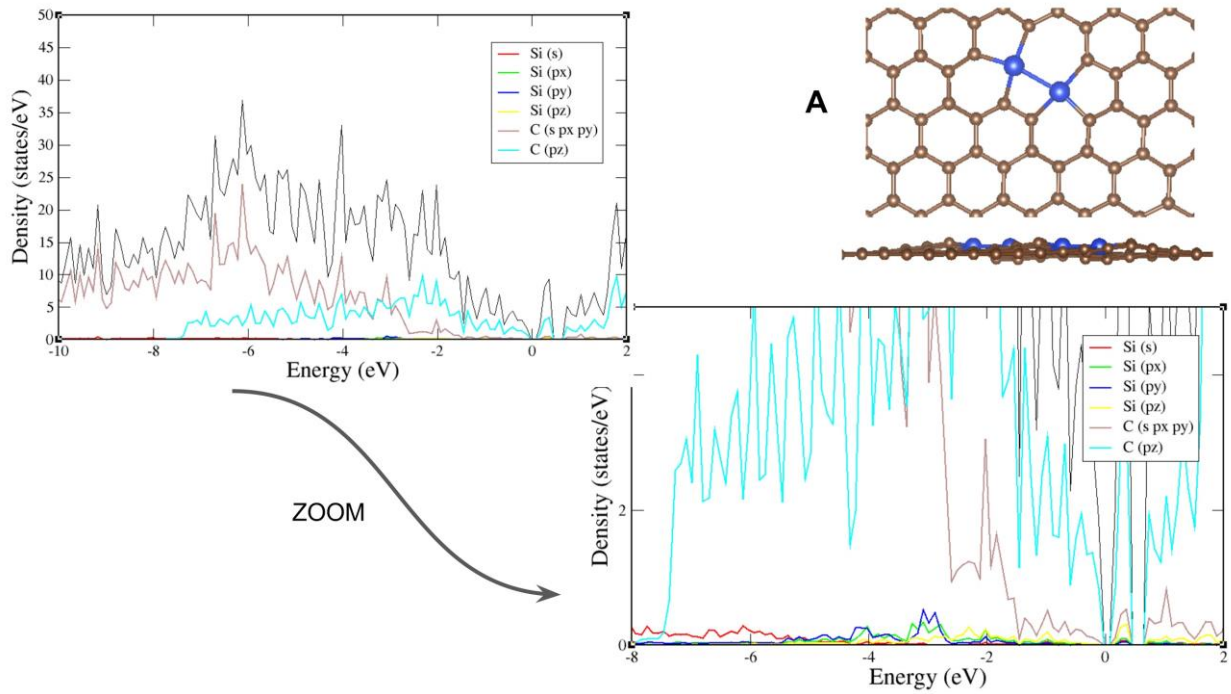 50
45
40
35
30
25
20
15
10
5
0
Density (states/eV)
Si (s)
Si (px)
Si (py)
Si (pz)
C (s px py)
C (pz)
-10
-8
-6
-4
-2
0
2
Energy (eV)
A
ZOOM
Density (states/eV)
2
0
Si (s)
Si (px)
Si (py)
Si (pz)
C (s px py)
C (pz)
-8
-6
-4
-2
0
2
Energy (eV)